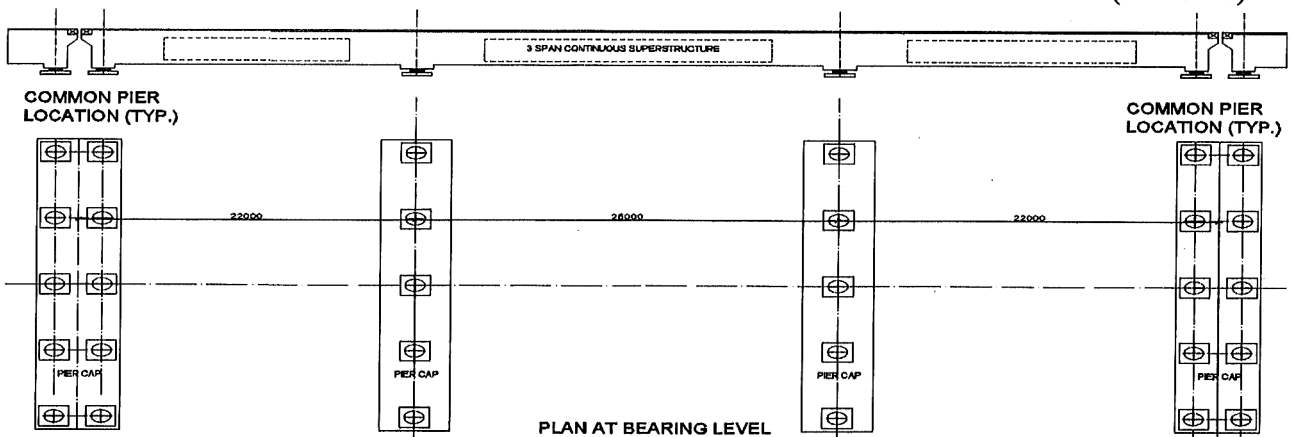 3 SPAN CONTINUOUS SUPERSTRUCTURE
COMMON PIER
LOCATION (TYP.)
COMMON PIER
LOCATION (TYP.)
22000
26000
22000
PIER CAP
PIER CAP
PIER CAP
PIER CAP
PLAN AT BEARING LEVEL